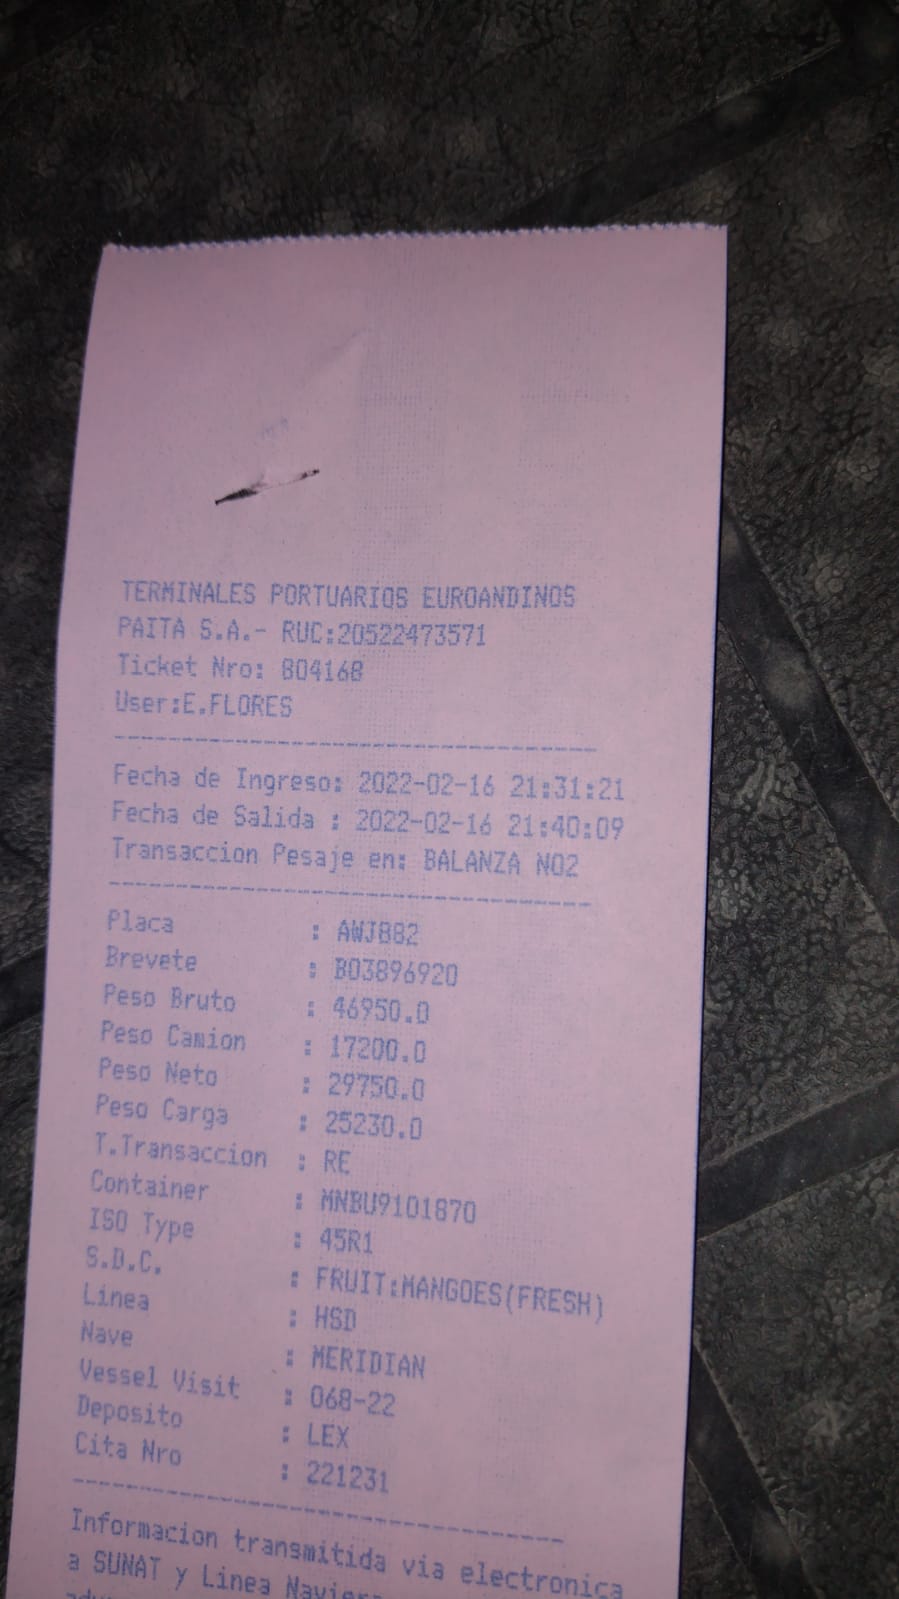 TERMINALES PORTUARIOS EUROANDINOS
PAITA S.A.- RUC:20522473571
Ticket Nro: 804168
User:E.FLORES
------------------------------------------
Fecha de Ingreso: 2022-02-16 21:31:21
Fecha de Salida : 2022-02-16 21:40:09
Transaccion Pesaje en: BALANZA NO2
------------------------------------------
Placa : AWJ882
Brevete : B03896920
Peso Bruto : 46950.0
Peso Camion : 17200.0
Peso Neto : 29750.0
Peso Carga : 25230.0
T.Transaccion : RE
Container : MNBU9101870
ISO Type : 45R1
S.D.C. : FRUIT:MANGOES(FRESH)
Linea : HSD
Nave : MERIDIAN
Vessel Visit : 068-22
Deposito : LEX
Cita Nro : 221231
------------------------------------------
Informacion transmitida via electronica
a SUNAT y Linea